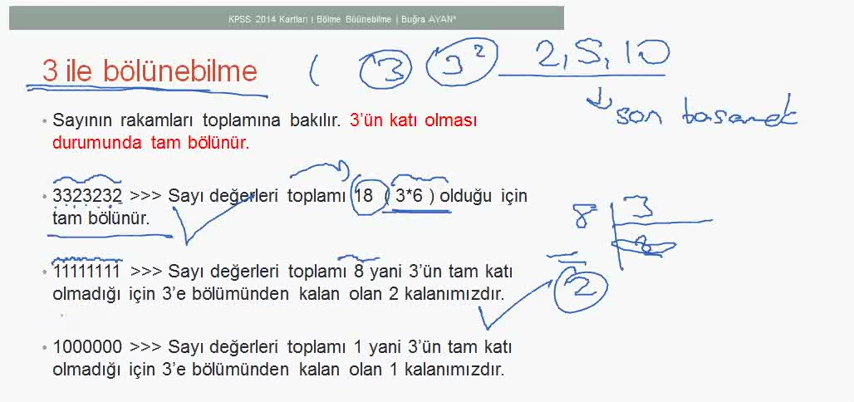 KPSS 2014 Kartları | Bölme Büünebilme | Buğra AYAN*
3 ile bölünebilme ( 3 3² 2, 5, 10
son basamak
• Sayının rakamları toplamına bakılır. 3'ün katı olması
durumunda tam bölünür.
• 3323232 >>> Sayı değerleri toplamı 18 ( 3*6 ) olduğu için
tam bölünür.
8 3
2
• 11111111 >>> Sayı değerleri toplamı 8 yani 3'ün tam katı
olmadığı için 3'e bölümünden kalan olan 2 kalanımızdır.
• 1000000 >>> Sayı değerleri toplamı 1 yani 3'ün tam katı
olmadığı için 3'e bölümünden kalan olan 1 kalanımızdır.